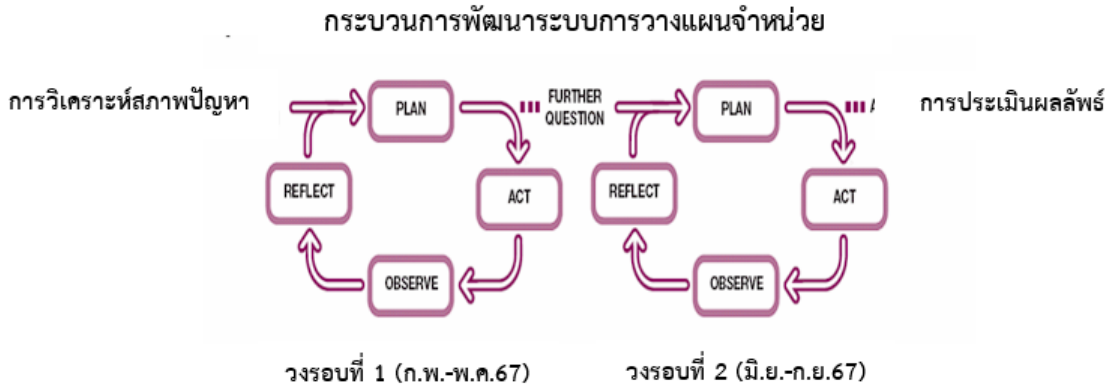 กระบวนการพัฒนาระบบการวางแผนจำหน่วย
การวิเคราะห์สภาพปัญหา
PLAN
FURTHER
QUESTION
PLAN
การประเมินผลลัพธ์
REFLECT
ACT
REFLECT
ACT
OBSERVE
OBSERVE
วงรอบที่ 1 (ก.พ.-พ.ค.67)
วงรอบที่ 2 (มิ.ย.-ก.ย.67)